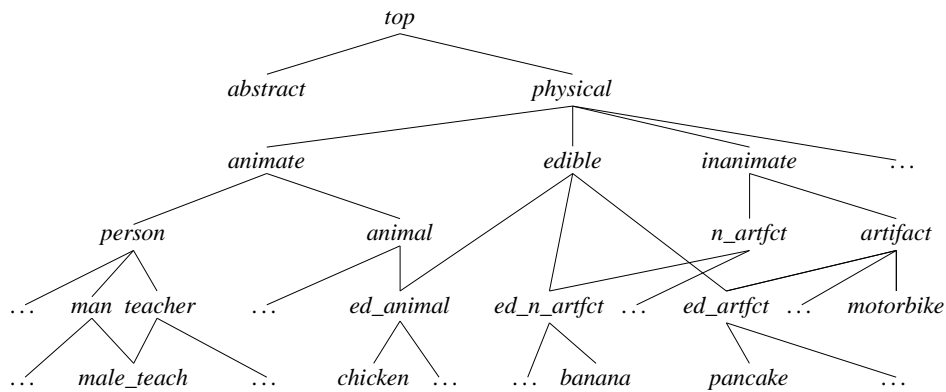 top
abstract physical
animate edible inanimate ...
person animal n_artfct artifact
... man teacher ... ed_animal ed_n_artfct ... ed_artfct ... motorbike
... male_teach ... chicken ... ... banana pancake ...